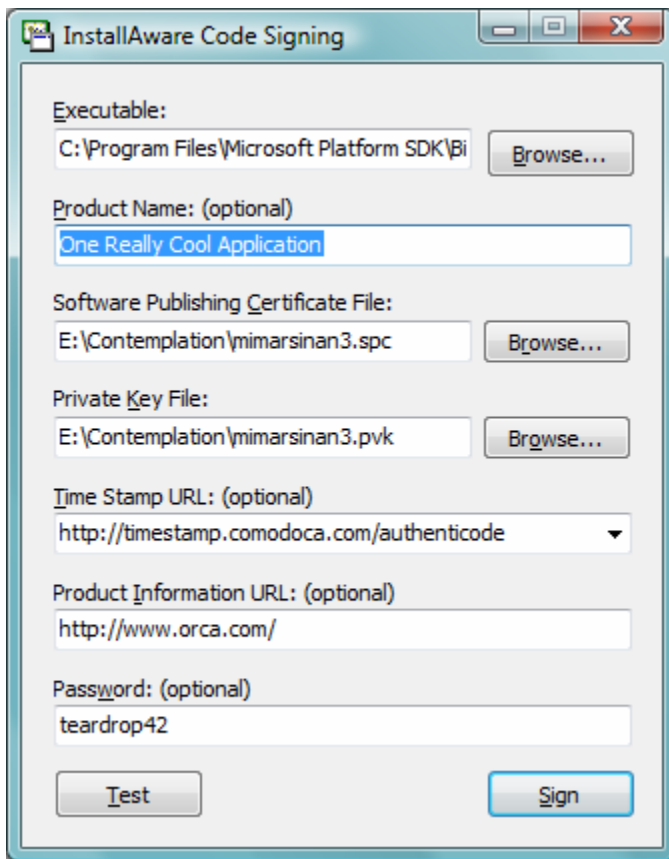 InstallAware Code Signing
Executable:
C:\Program Files\Microsoft Platform SDK\Bi
Browse...
Product Name: (optional)
One Really Cool Application
Software Publishing Certificate File:
E:\Contemplation\mimarsinan3.spc
Browse...
Private Key File:
E:\Contemplation\mimarsinan3.pvk
Browse...
Time Stamp URL: (optional)
http://timestamp.comodoca.com/authenticode
Product Information URL: (optional)
http://www.orca.com/
Password: (optional)
teardrop42
Test
Sign